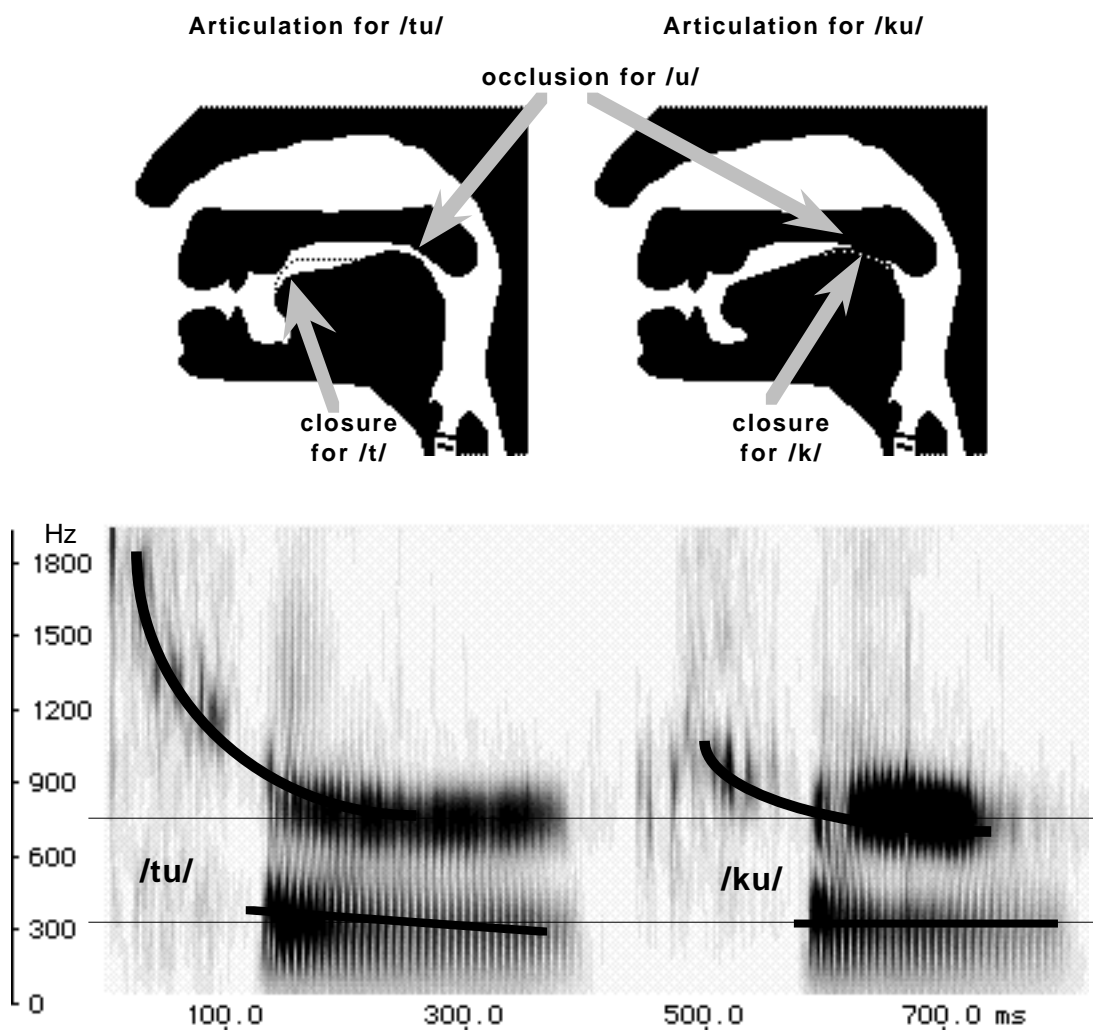 Articulation for /tu/
Articulation for /ku/
occlusion for /u/
closure
for /t/
closure
for /k/
Hz
1800
1500
1200
900
600
300
0
/tu/
/ku/
100.0
300.0
500.0
700.0 ms